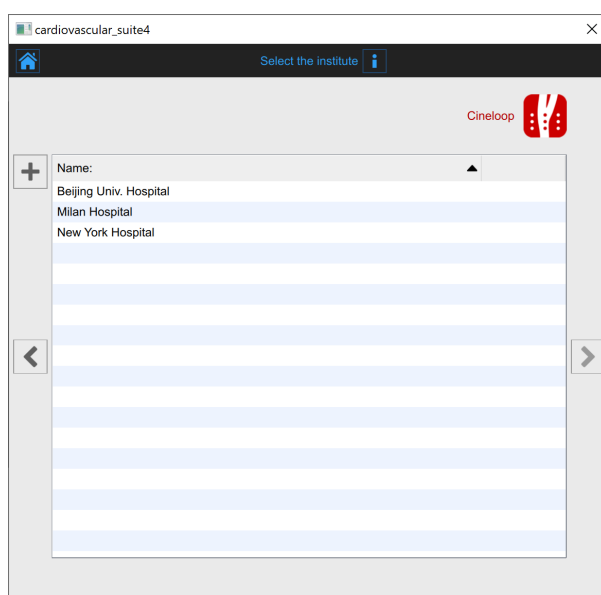 cardiovascular_suite4
Select the institute
Cineloop
Name:
Beijing Univ. Hospital
Milan Hospital
New York Hospital